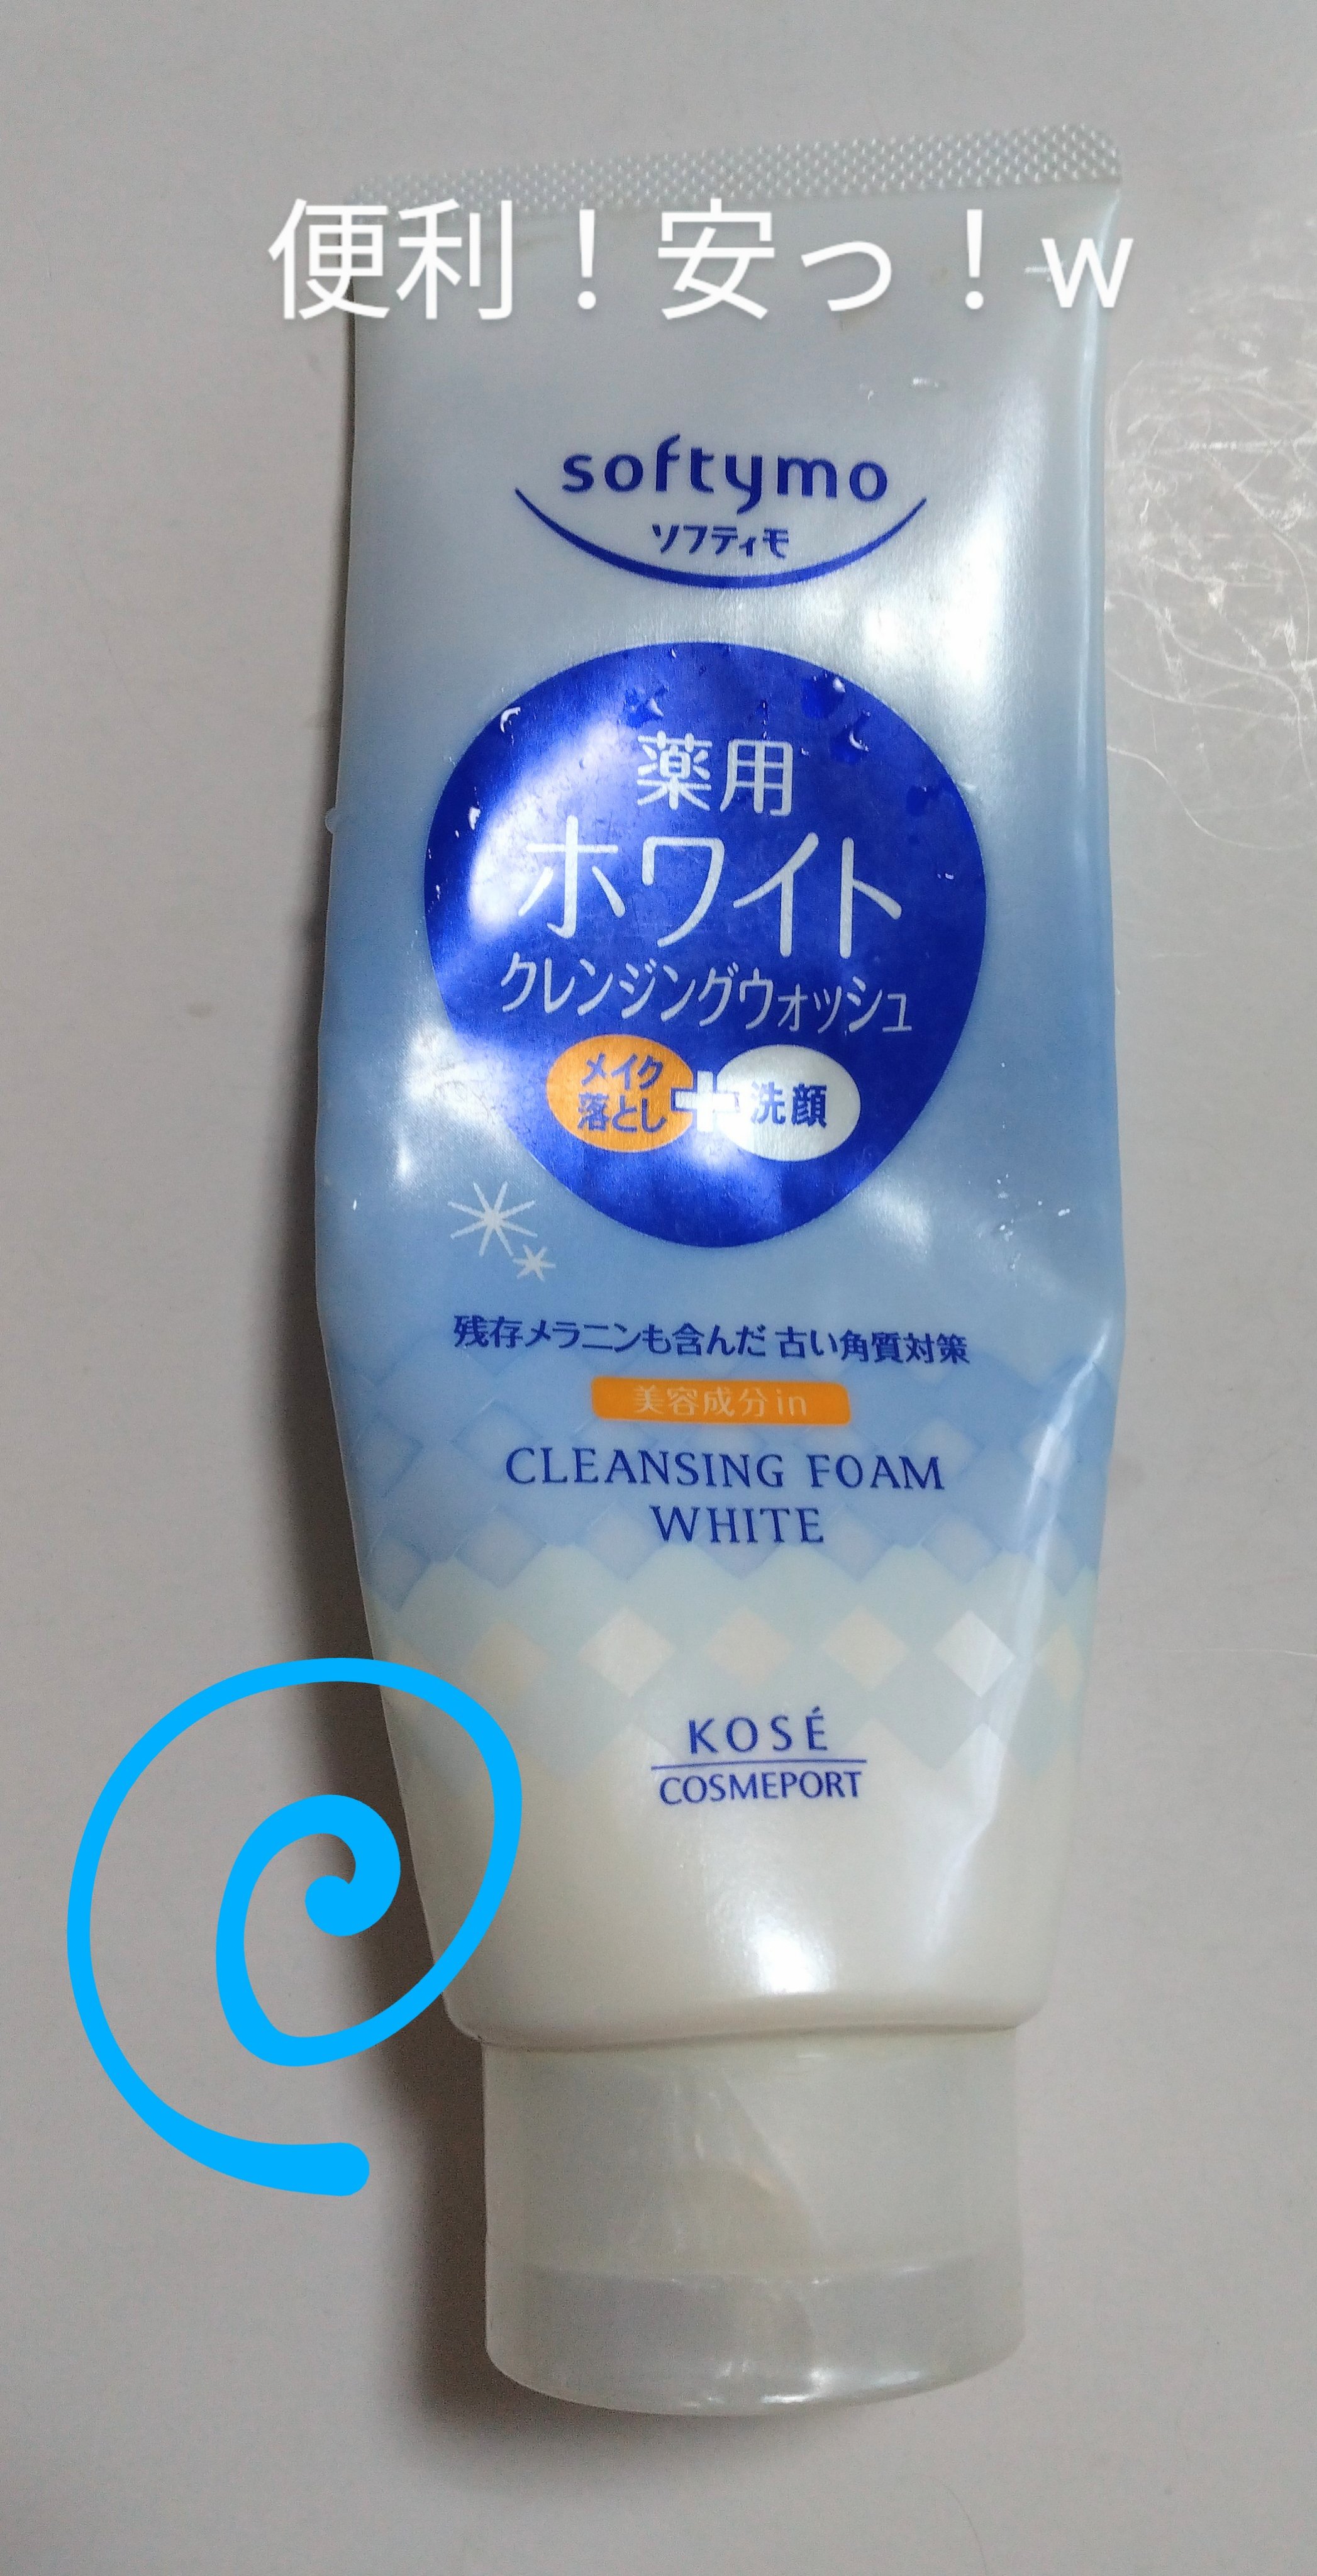 便利！安っ！w
softymo
ソフティモ
薬用
ホワイト
クレンジングウォッシュ
メイク
落とし
+
洗顔
残存メラニンも含んだ 古い角質対策
美容成分in
CLEANSING FOAM
WHITE
KOSÉ
COSMEPORT